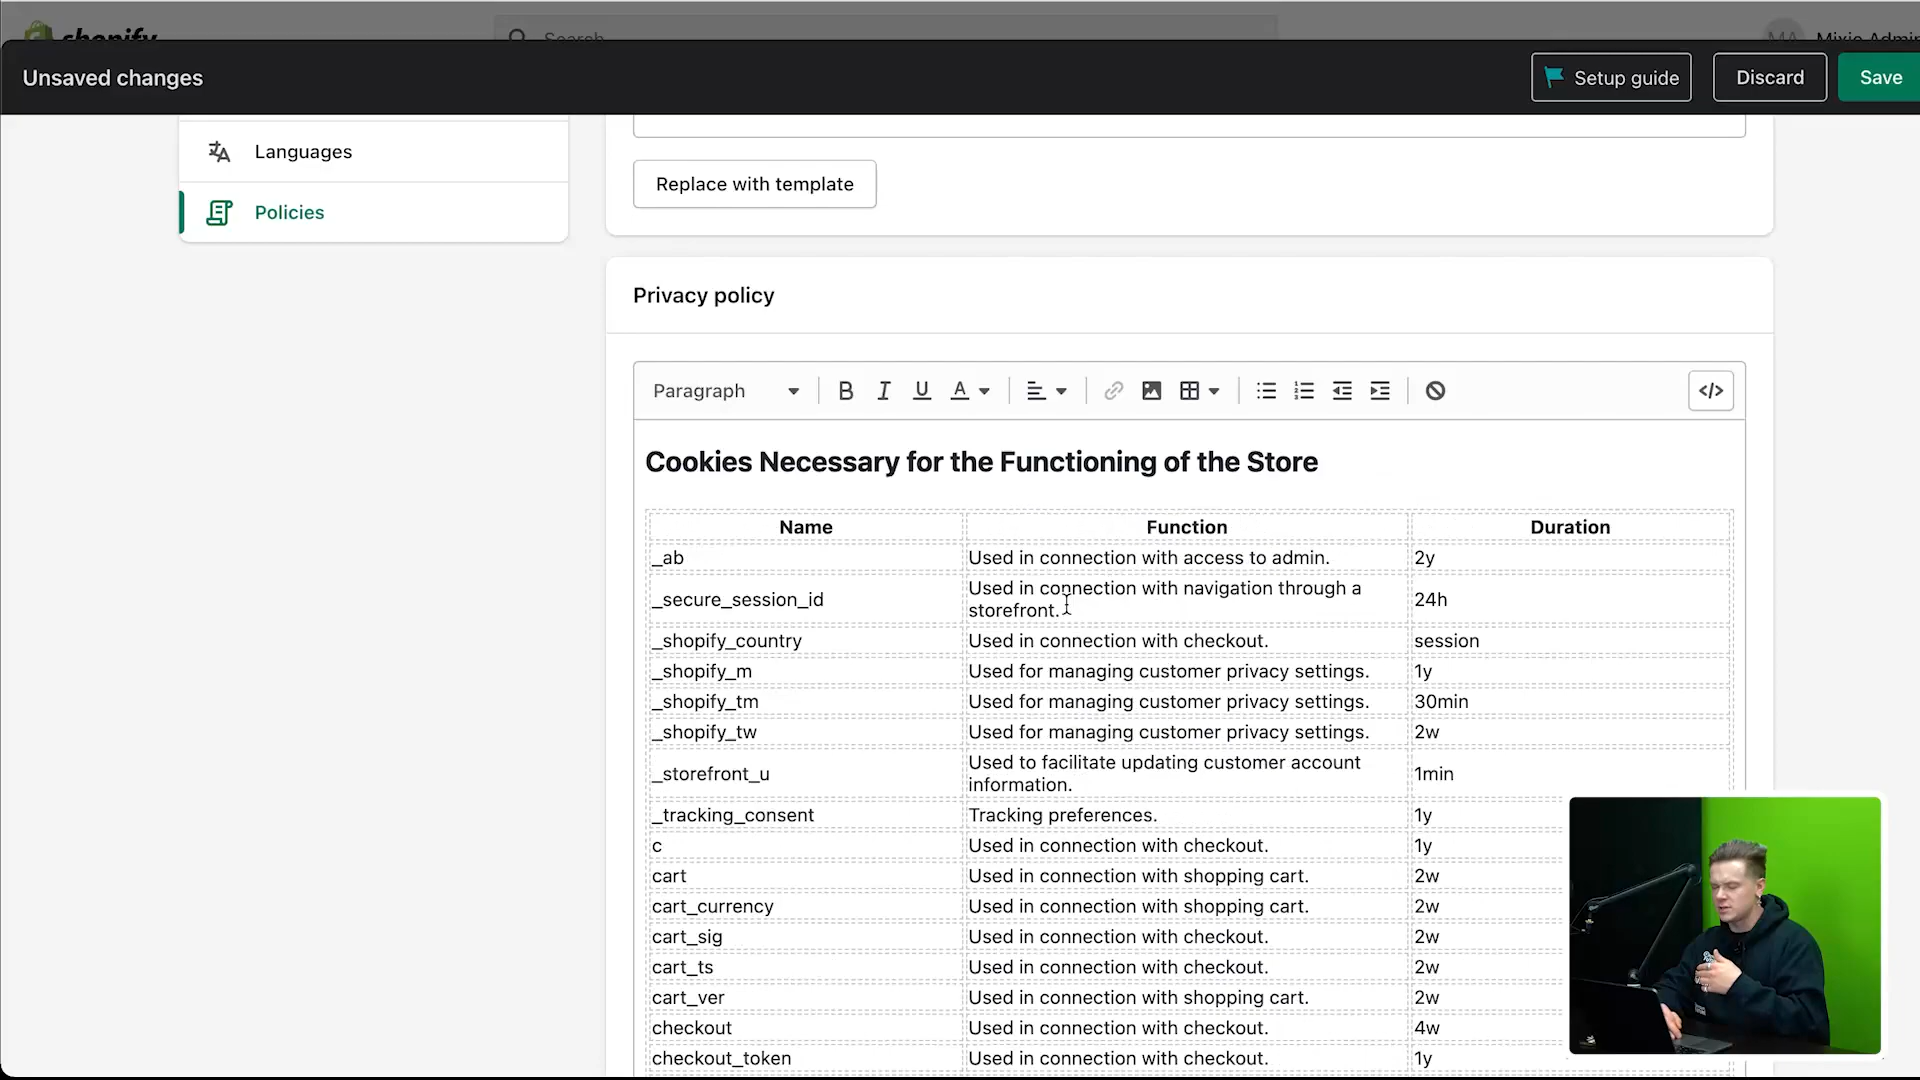 shopify
Search
MA
Mixie Admin
Unsaved changes
Setup guide
Discard
Save
Languages
Policies
Replace with template
Privacy policy
Paragraph
Cookies Necessary for the Functioning of the Store
Name Function Duration
_ab Used in connection with access to admin. 2y
_secure_session_id Used in connection with navigation through a
storefront. 24h
_shopify_country Used in connection with checkout. session
_shopify_m Used for managing customer privacy settings. 1y
_shopify_tm Used for managing customer privacy settings. 30min
_shopify_tw Used for managing customer privacy settings. 2w
_storefront_u Used to facilitate updating customer account
information. 1min
_tracking_consent Tracking preferences. 1y
c Used in connection with checkout. 1y
cart Used in connection with shopping cart. 2w
cart_currency Used in connection with shopping cart. 2w
cart_sig Used in connection with checkout. 2w
cart_ts Used in connection with checkout. 2w
cart_ver Used in connection with shopping cart. 2w
checkout Used in connection with checkout. 4w
checkout_token Used in connection with checkout. 1y